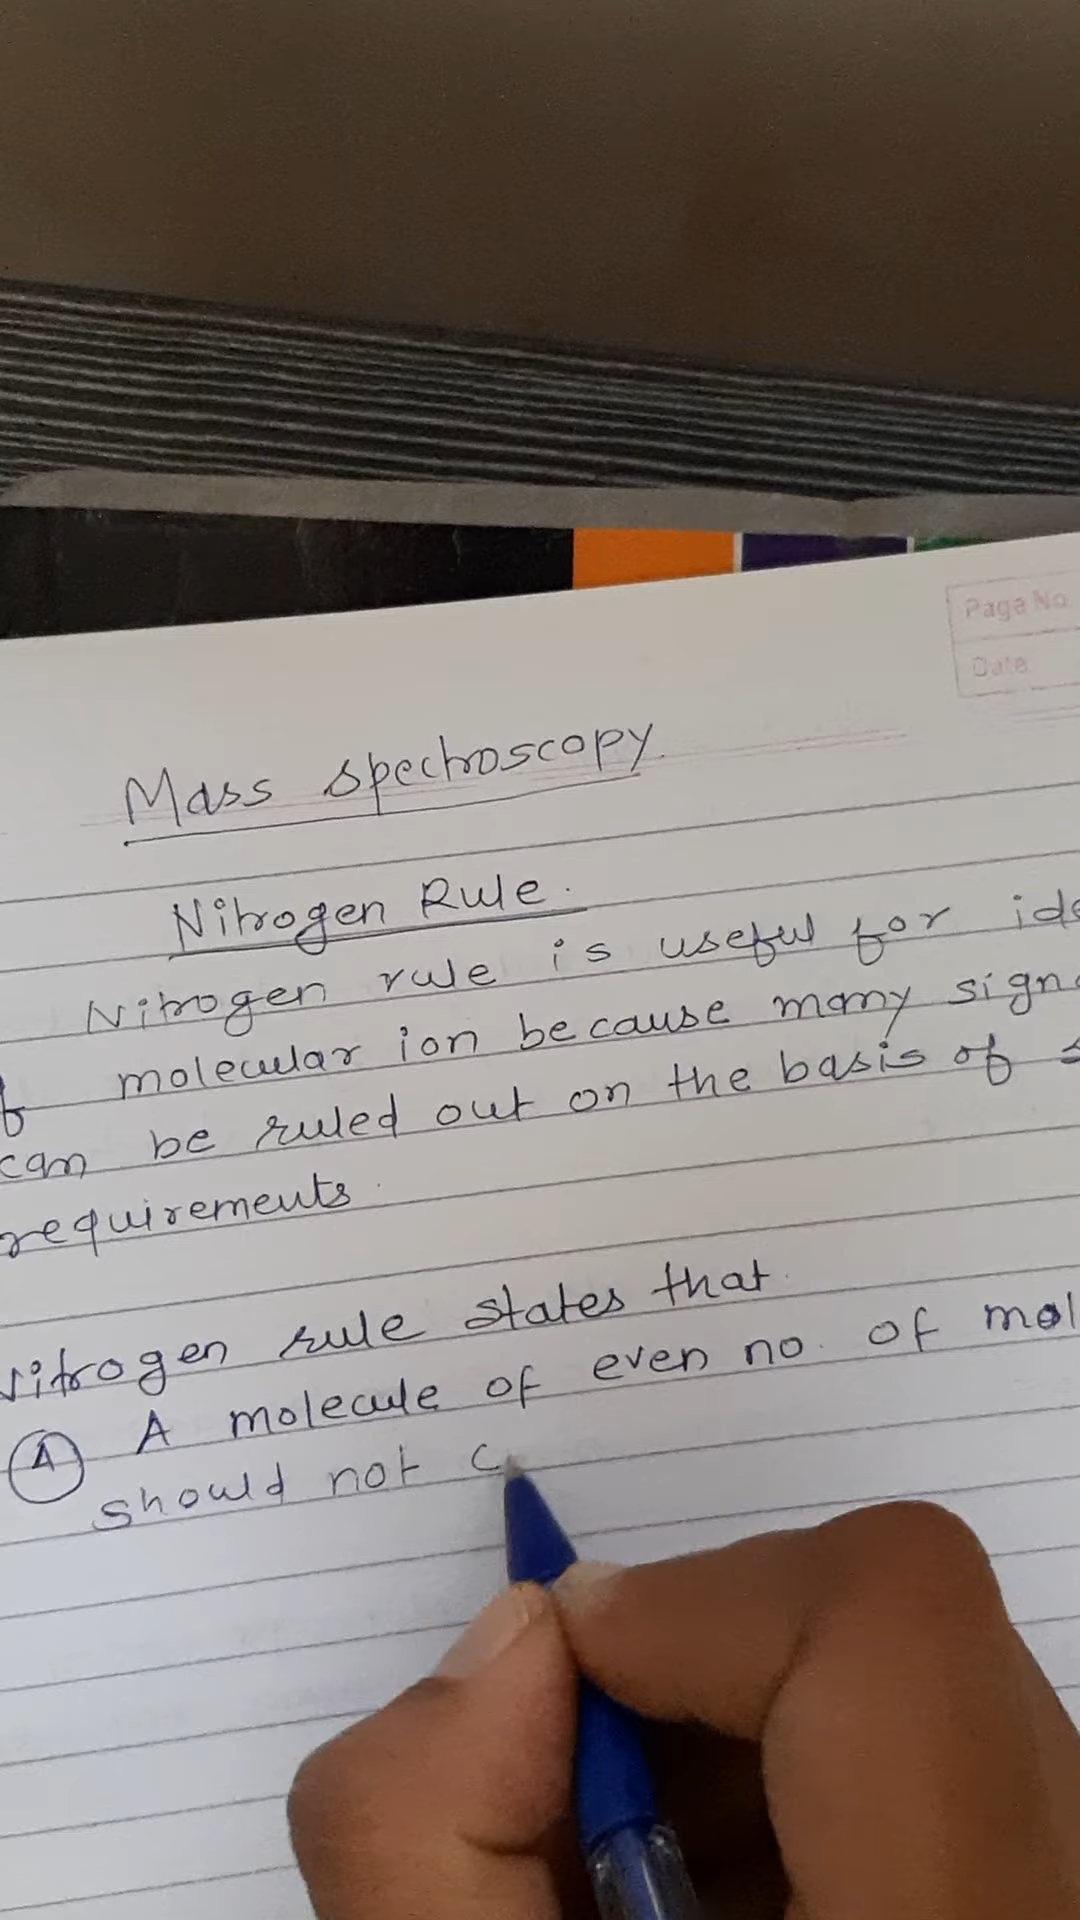 Page No
Date
Mass spectroscopy
Nitrogen Rule.
Nitrogen rule is useful for
molecular ion because many
can be ruled out on the basis of
requirements.
Nitrogen rule states that.
A A molecule of even no. of
should not